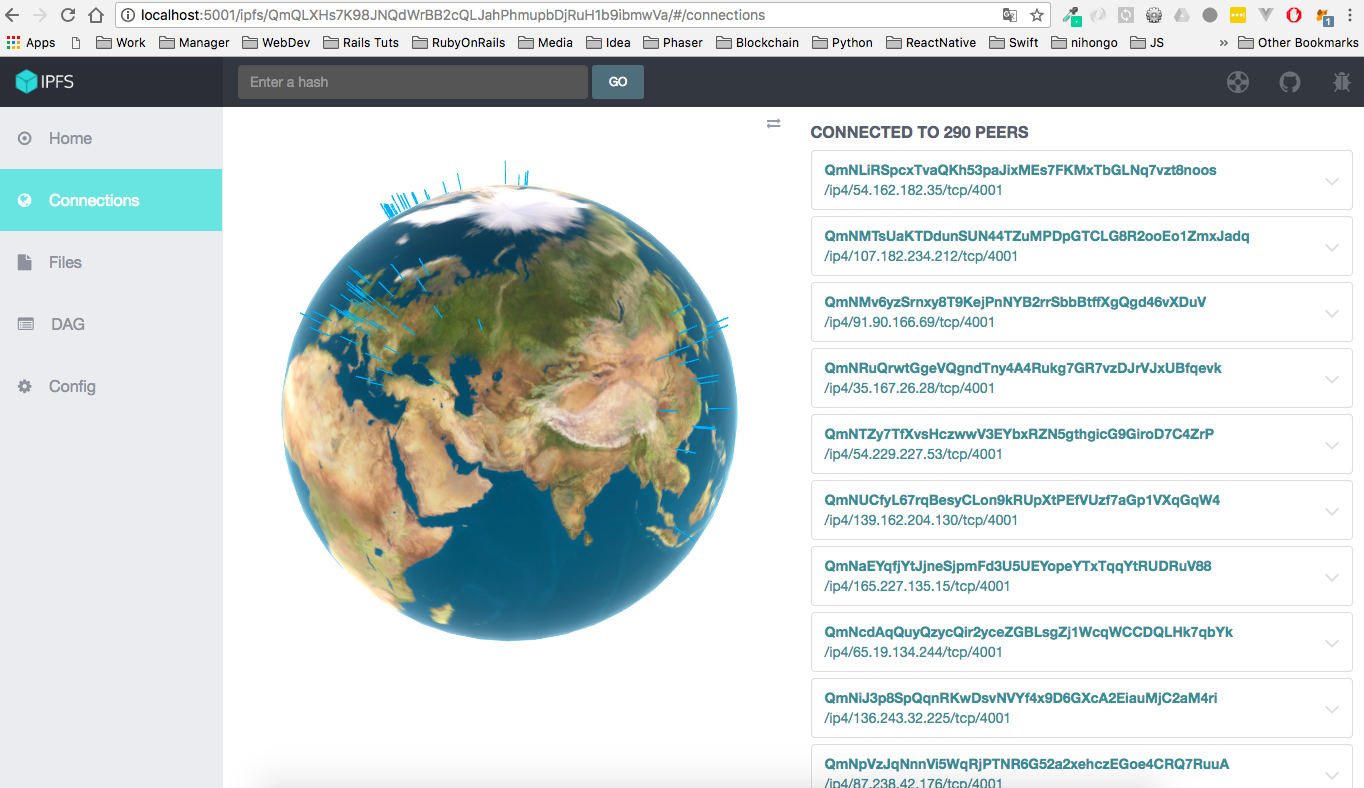 localhost:5001/ipfs/QmQLXHs7K98JNQdWrBB2cQLJahPhmupbDjRuH1b9ibmwVa/#/connections
1
Apps Work Manager WebDev Rails Tuts RubyOnRails Media Idea Phaser Blockchain Python ReactNative Swift nihongo JS » Other Bookmarks
IPFS
Enter a hash
GO
Home
Connections
Files
DAG
Config
CONNECTED TO 290 PEERS
QmNLiRSpcxTvaQKh53paJixMEs7FKMxTbGLNq7vzt8noos
/ip4/54.162.182.35/tcp/4001
QmNMTsUaKTDdunSUN44TZuMPDpGTCLG8R2ooEo1ZmxJadq
/ip4/107.182.234.212/tcp/4001
QmNMv6yzSrnxy8T9KejPnNYB2rrSbbBtffXgQgd46vXDuV
/ip4/91.90.166.69/tcp/4001
QmNRuQrwtGgeVQgndTny4A4Rukg7GR7vzDJrVJxUBfqevk
/ip4/35.167.26.28/tcp/4001
QmNTZy7TfXvsHczwwV3EYbxRZN5gthgicG9GiroD7C4ZrP
/ip4/54.229.227.53/tcp/4001
QmNUCfyL67rqBesyCLon9kRUpXtPEfVUzf7aGp1VXqGqW4
/ip4/139.162.204.130/tcp/4001
QmNaEYqfjYtJjneSjpmFd3U5UEYopeYTxTqqYtRUDRuV88
/ip4/165.227.135.15/tcp/4001
QmNcdAqQuyQzycQir2yceZGBLsgZj1WcqWCCDQLHk7qbYk
/ip4/65.19.134.244/tcp/4001
QmNiJ3p8SpQqnRKwDsvNVYf4x9D6GXcA2EiauMjC2aM4ri
/ip4/136.243.32.225/tcp/4001
QmNpVzJqNnnVi5WqRjPTNR6G52a2xehczEGoe4CRQ7RuuA
/ip4/87.238.42.176/tcp/4001